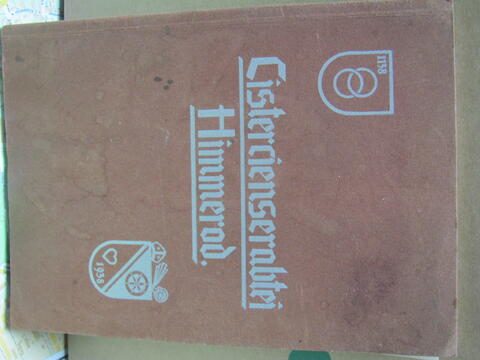 1138
Cistercienserabtei
Himmerod.
1938